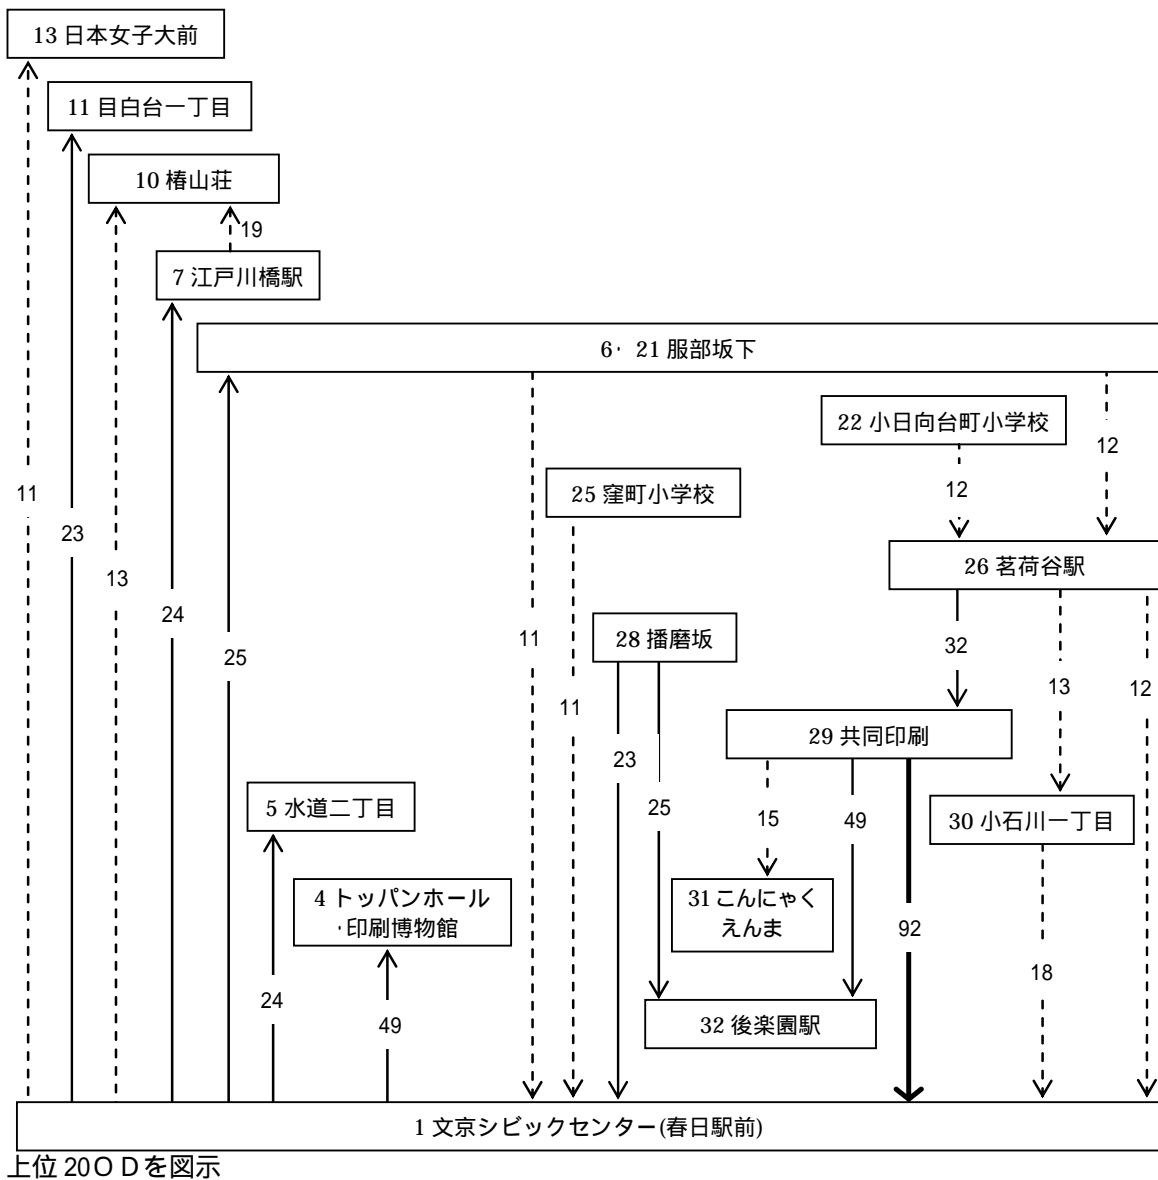 13 日本女子大前
11 目白台一丁目
10 椿山荘
19
7 江戸川橋駅
6・21 服部坂下
22 小日向台町小学校
12
25 窪町小学校
11
12
23
26 茗荷谷駅
13
24
28 播磨坂
11
32
25
13
12
11
29 共同印刷
23
5 水道二丁目
25
15
49
30 小石川一丁目
4 トッパンホール
・印刷博物館
31 こんにゃく
えんま
92
18
24
49
32 後楽園駅
1 文京シビックセンター(春日駅前)
上位 20ＯＤを図示